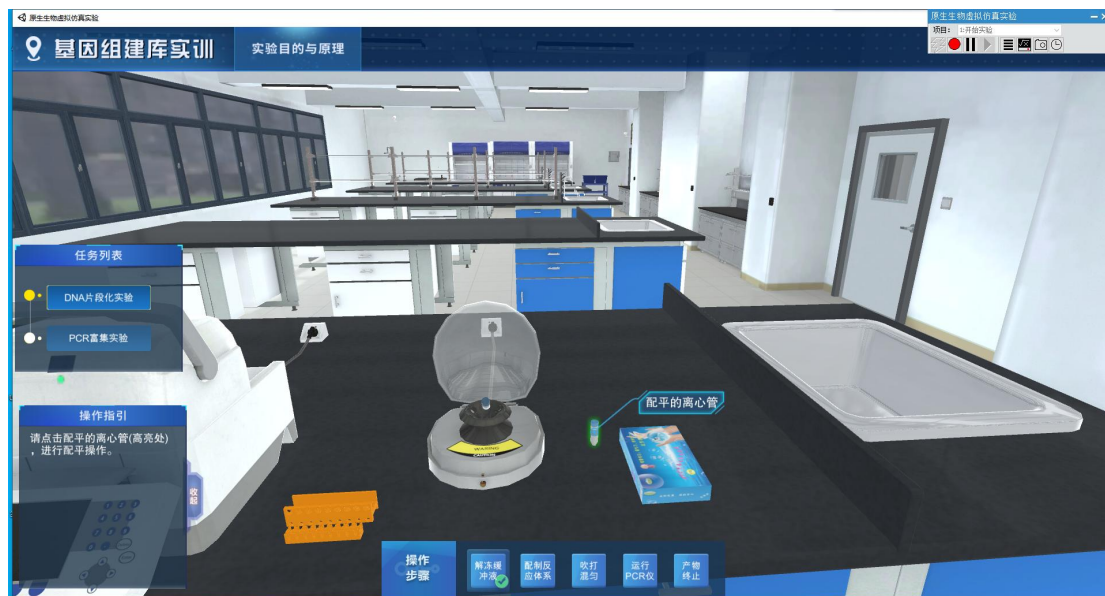 原生生物虚拟仿真实验
原生生物虚拟仿真实验
项目： 1:开始实验
基因组建库实训
实验目的与原理
任务列表
DNA片段化实验
PCR富集实验
配平的离心管
操作指引
请点击配平的离心管(高亮处)
，进行配平操作。
收起
WARNING
操作
步骤
解冻缓
冲液
配制反
应体系
吹打
混匀
运行
PCR仪
产物
终止